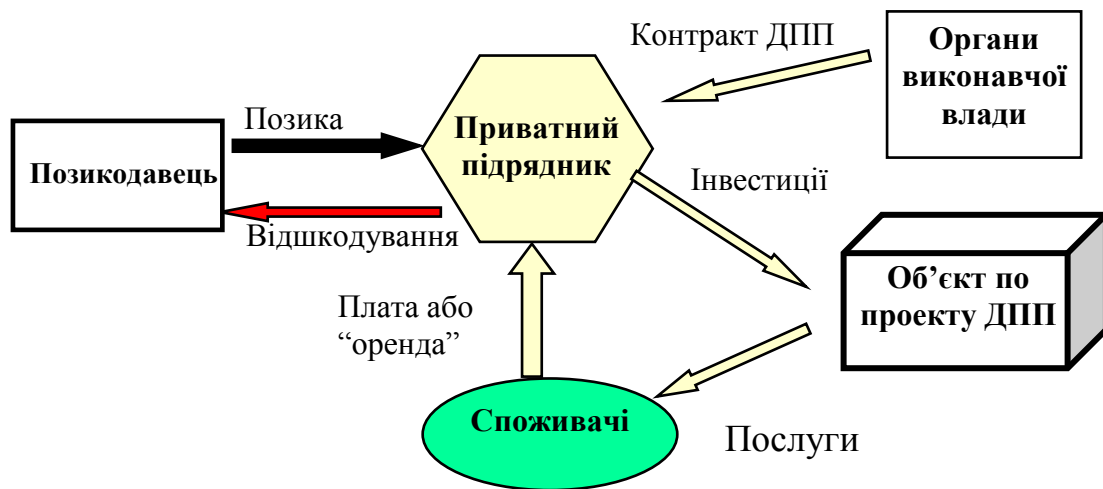 Контракт ДПП
Органи
виконавчої
влади
Позика
Приватний
підрядник
Позикодавець
Інвестиції
Відшкодування
Об’єкт по
проекту ДПП
Плата або
“оренда”
Споживачі
Послуги